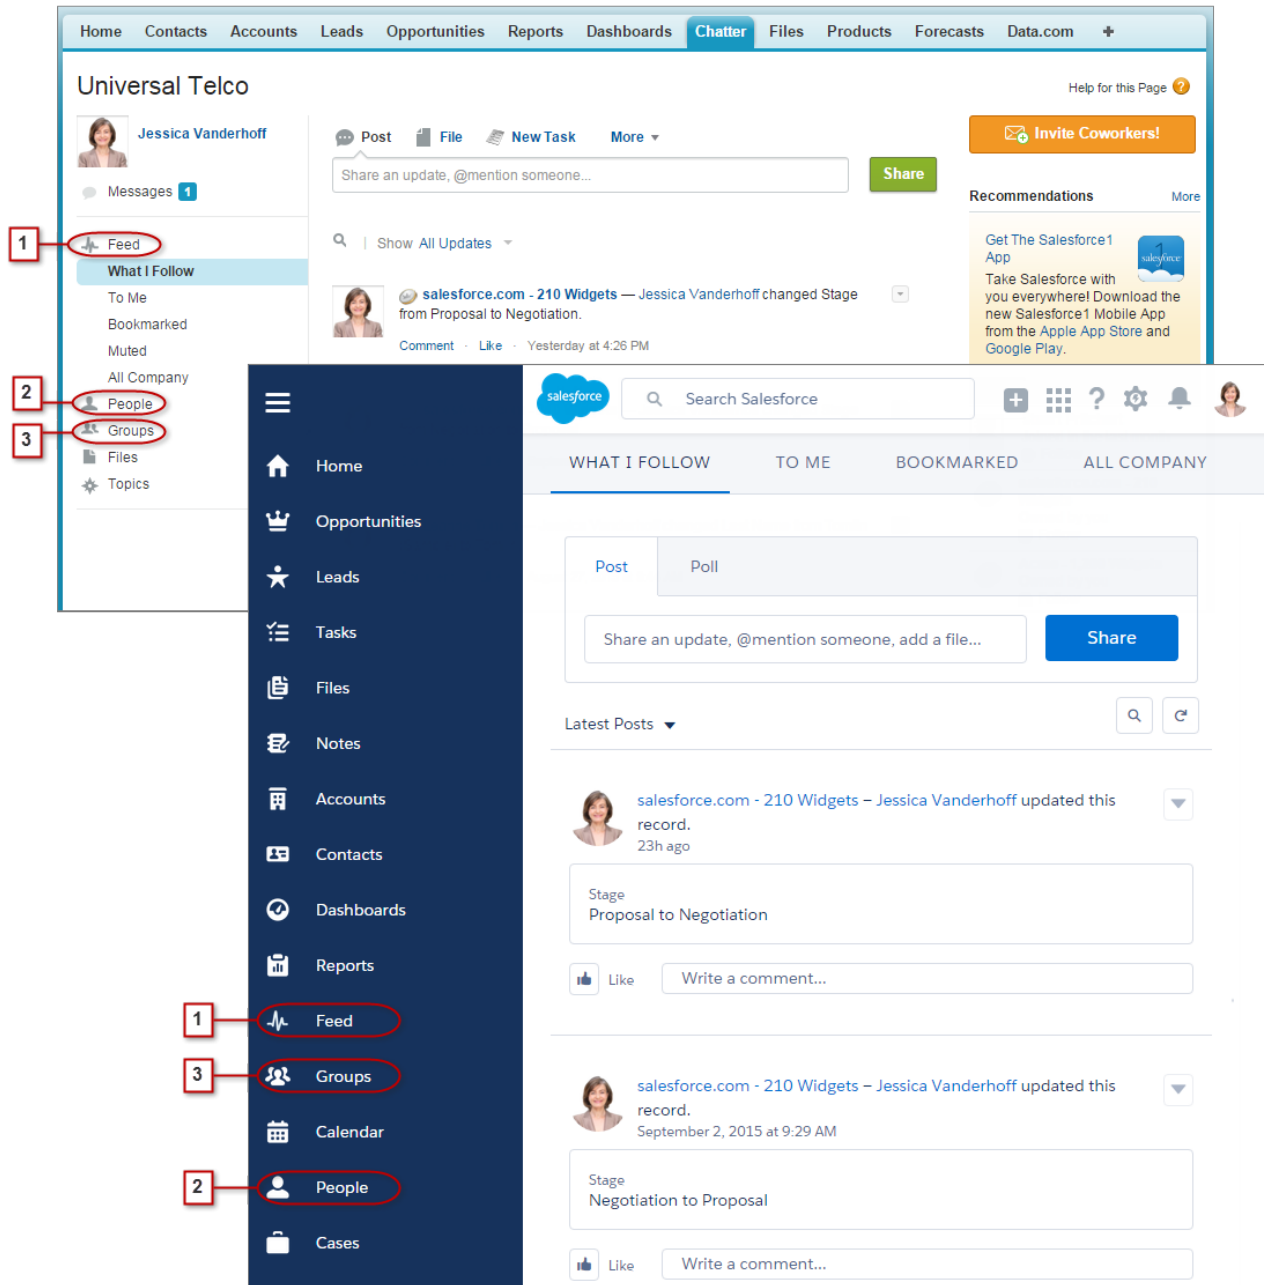 Home Contacts Accounts Leads Opportunities Reports Dashboards Chatter Files Products Forecasts Data.com +
Universal Telco
Help for this Page ?
Jessica Vanderhoff
Messages 1
Post File New Task More
Share an update, @mention someone...
Share
Invite Coworkers!
Recommendations More
Get The Salesforce1
App
salesforce
Take Salesforce with
you everywhere! Download the
new Salesforce1 Mobile App
from the Apple App Store and
Google Play.
1
Feed
What I Follow
To Me
Bookmarked
Muted
All Company
2
People
3
Groups
Files
Topics
Show All Updates
salesforce.com - 210 Widgets — Jessica Vanderhoff changed Stage
from Proposal to Negotiation.
Comment · Like · Yesterday at 4:26 PM
Home
Opportunities
Leads
Tasks
Files
Notes
Accounts
Contacts
Dashboards
Reports
1
Feed
3
Groups
Calendar
2
People
Cases
salesforce
Search Salesforce
?
WHAT I FOLLOW TO ME BOOKMARKED ALL COMPANY
Post Poll
Share an update, @mention someone, add a file...
Share
Latest Posts
salesforce.com - 210 Widgets – Jessica Vanderhoff updated this
record.
23h ago
Stage
Proposal to Negotiation
Like Write a comment...
salesforce.com - 210 Widgets – Jessica Vanderhoff updated this
record.
September 2, 2015 at 9:29 AM
Stage
Negotiation to Proposal
Like Write a comment...